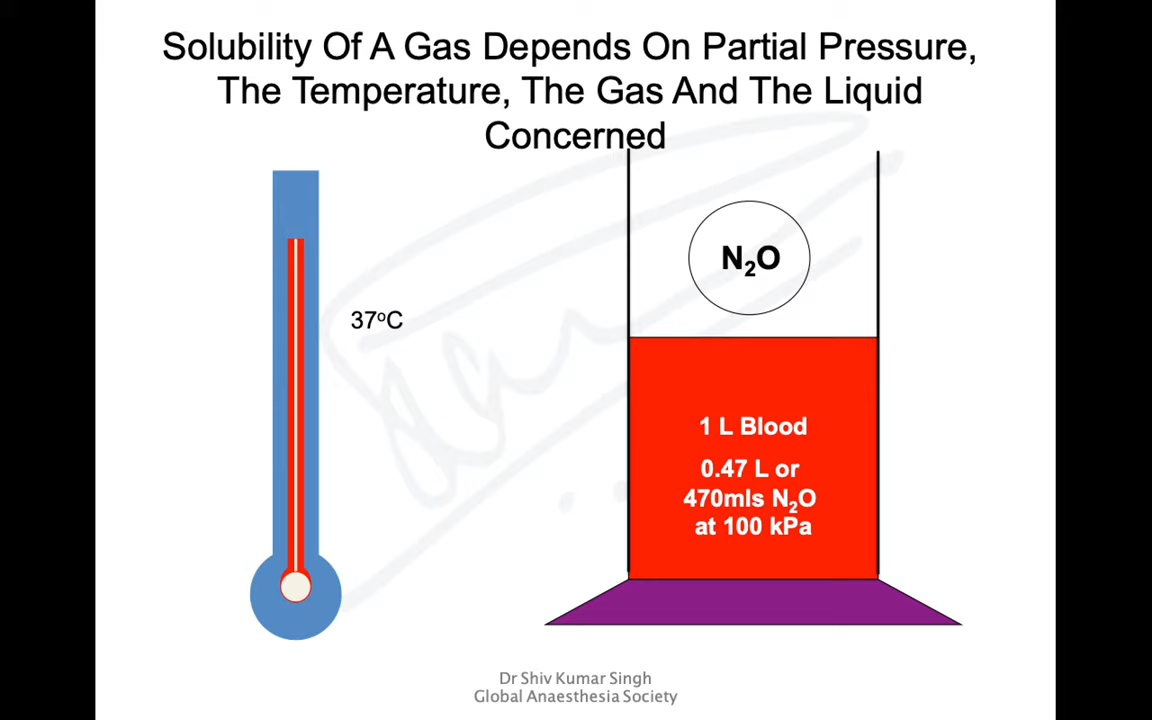 Solubility Of A Gas Depends On Partial Pressure,
The Temperature, The Gas And The Liquid
Concerned
N₂O
37°C
1 L Blood
0.47 L or
470mls N₂O
at 100 kPa
Dr Shiv Kumar Singh
Global Anaesthesia Society